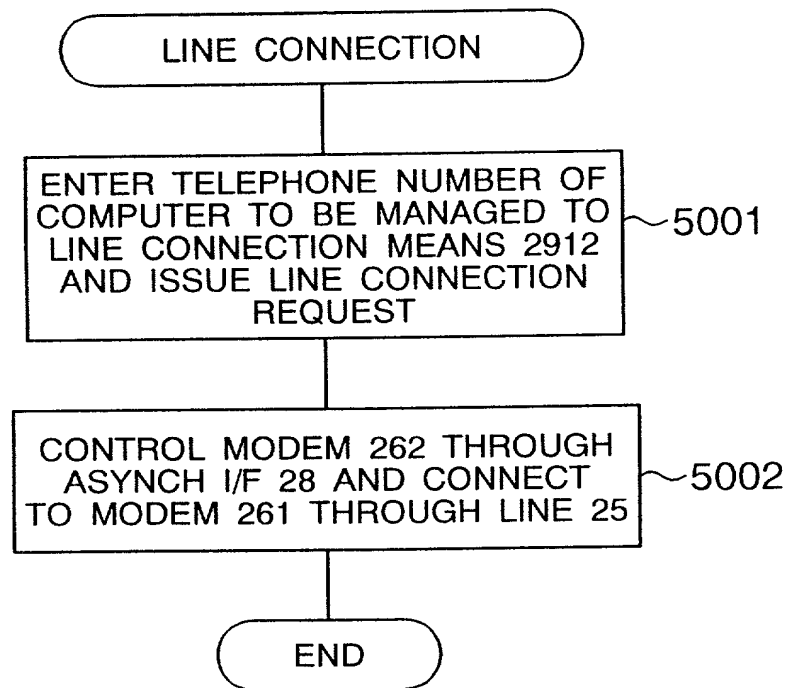 LINE CONNECTION
ENTER TELEPHONE NUMBER OF
COMPUTER TO BE MANAGED TO
LINE CONNECTION MEANS 2912
AND ISSUE LINE CONNECTION
REQUEST
5001
CONTROL MODEM 262 THROUGH
ASYNCH I/F 28 AND CONNECT
TO MODEM 261 THROUGH LINE 25
5002
END